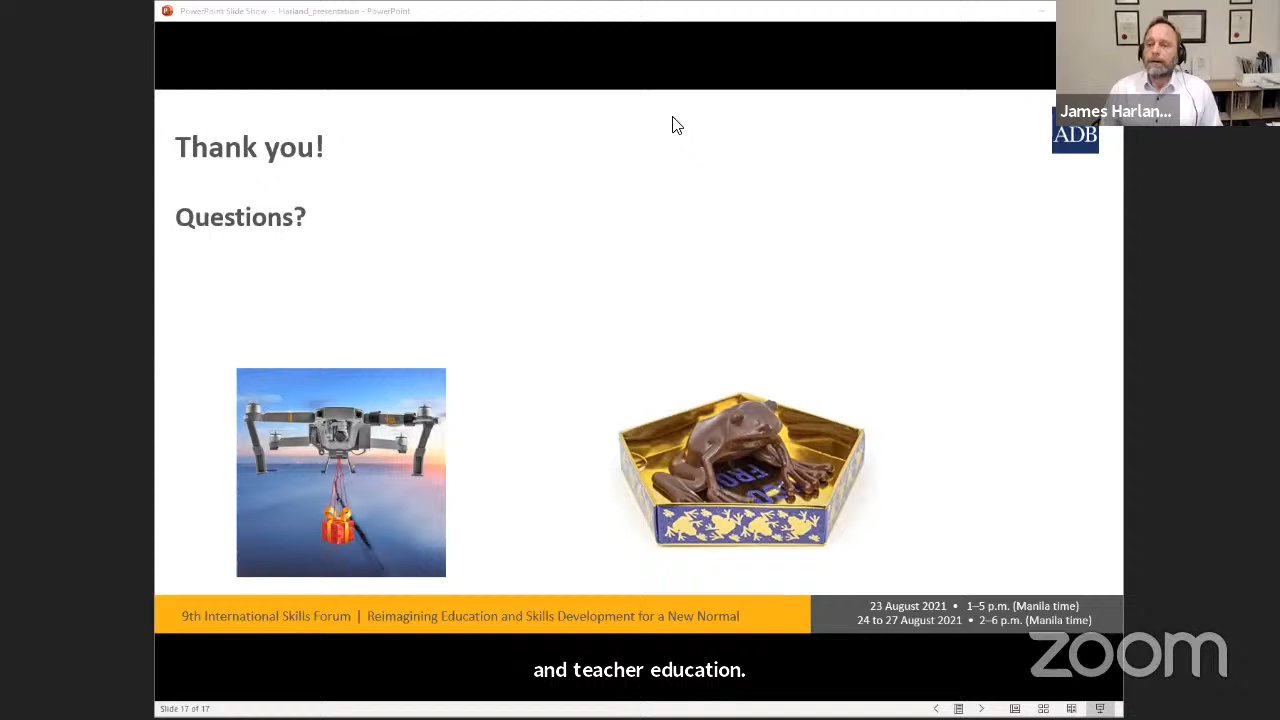 PowerPoint Slide Show - Harland_presentation - PowerPoint
James Harlan...
ADB
Thank you!
Questions?
9th International Skills Forum | Reimagining Education and Skills Development for a New Normal
23 August 2021 • 1–5 p.m. (Manila time)
24 to 27 August 2021 • 2–6 p.m. (Manila time)
and teacher education.
zoom
Slide 17 of 17